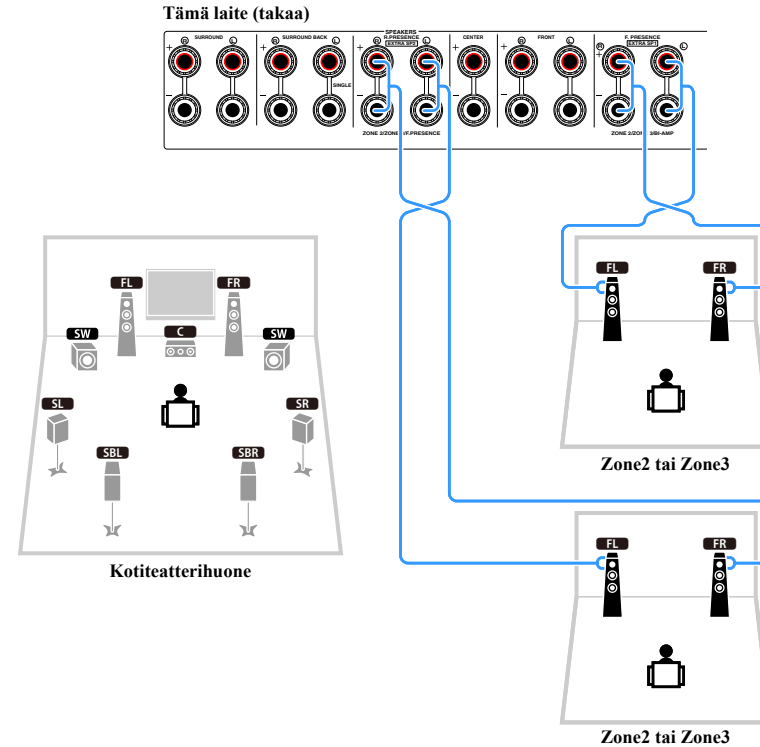 Tämä laite (takaa)
SPEAKERS
SURROUND
SURROUND BACK
R.PRESENCE
EXTRA SP2
CENTER
FRONT
F. PRESENCE
EXTRA SP1
R L
R L
R L
R L
R L
+ + + + +
SINGLE
- - - - -
ZONE 2/ZONE /F.PRESENCE
ZONE 2/ZONE 3/BI-AMP
FL FR
SW C SW
SL SR
SBL SBR
Kotiteatterihuone
FL FR
Zone2 tai Zone3
FL FR
Zone2 tai Zone3